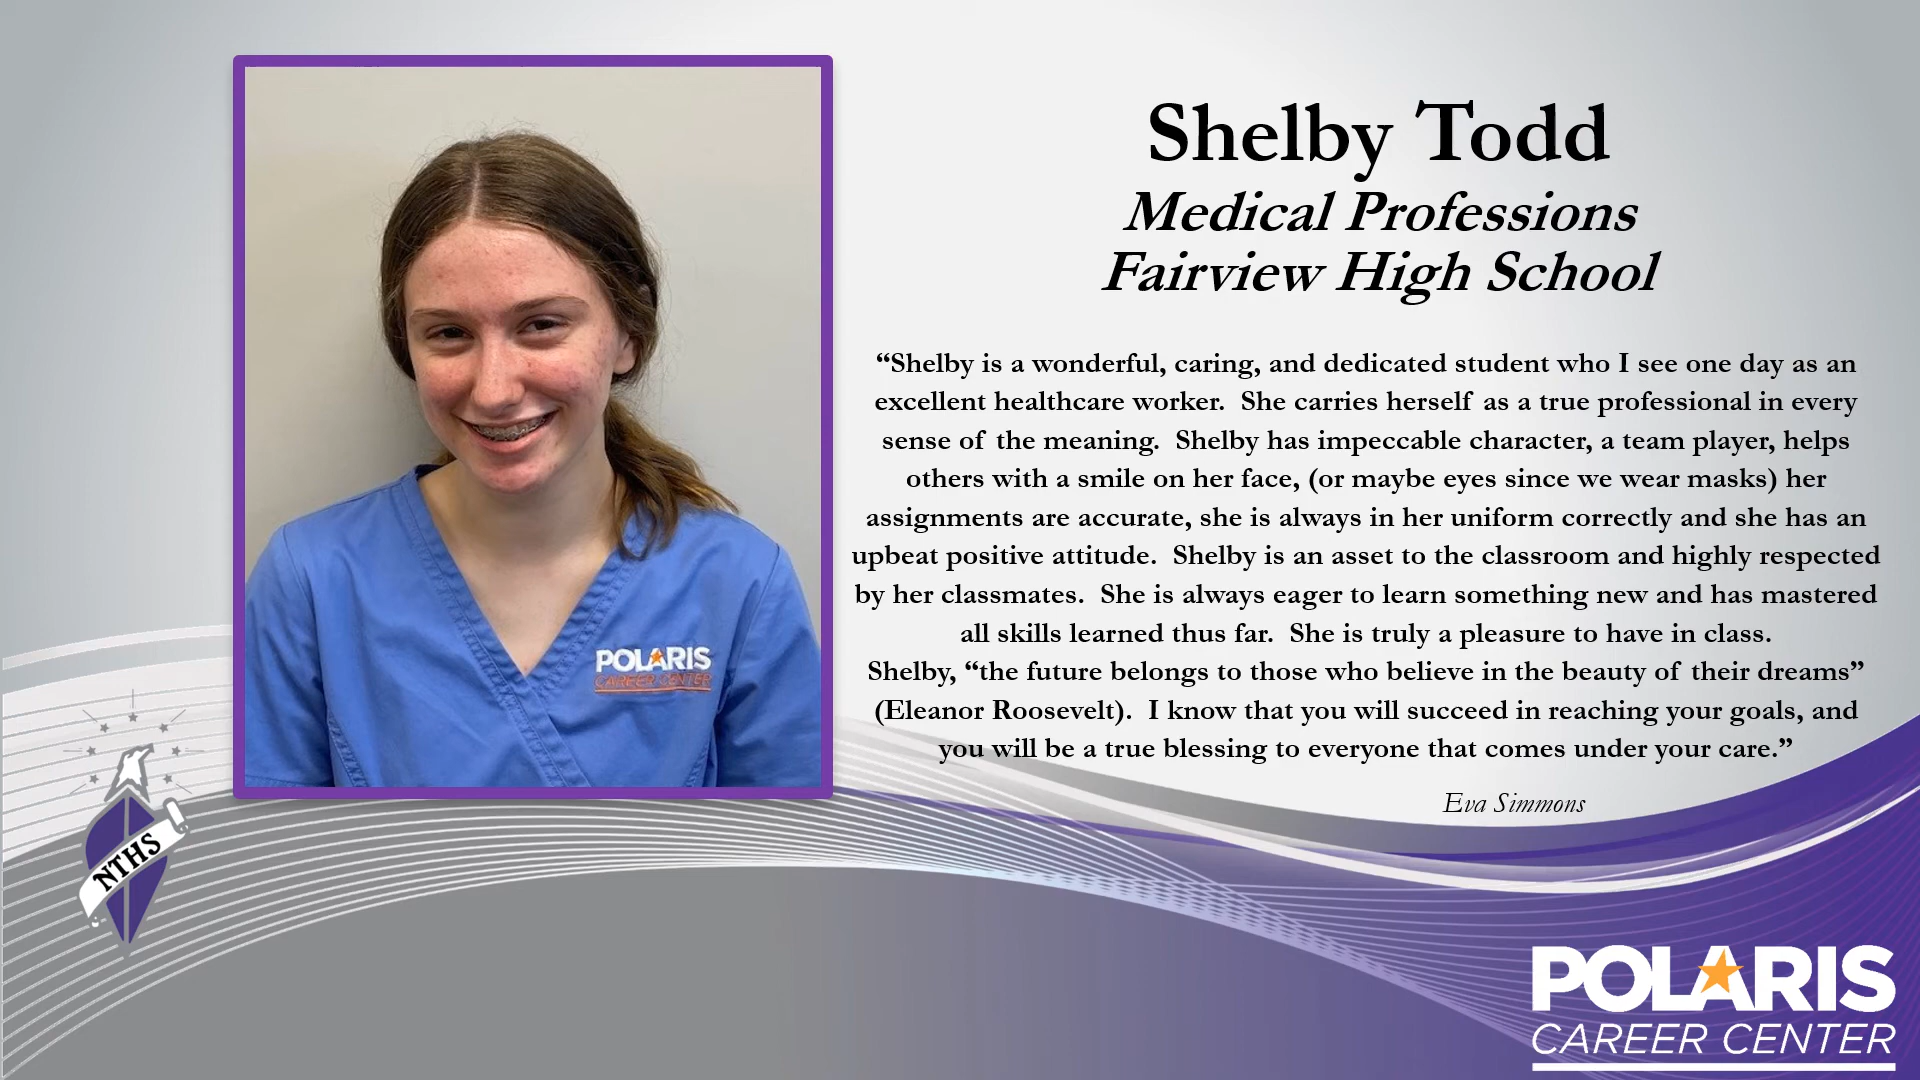 Shelby Todd
Medical Professions
Fairview High School
“Shelby is a wonderful, caring, and dedicated student who I see one day as an
excellent healthcare worker.  She carries herself as a true professional in every
sense of the meaning.  Shelby has impeccable character, a team player, helps
others with a smile on her face, (or maybe eyes since we wear masks) her
assignments are accurate, she is always in her uniform correctly and she has an
upbeat positive attitude.  Shelby is an asset to the classroom and highly respected
by her classmates.  She is always eager to learn something new and has mastered
all skills learned thus far.  She is truly a pleasure to have in class.
Shelby, “the future belongs to those who believe in the beauty of their dreams”
(Eleanor Roosevelt).  I know that you will succeed in reaching your goals, and
you will be a true blessing to everyone that comes under your care.”
Eva Simmons
POLARIS
CAREER CENTER
NTHS
POLARIS
CAREER CENTER